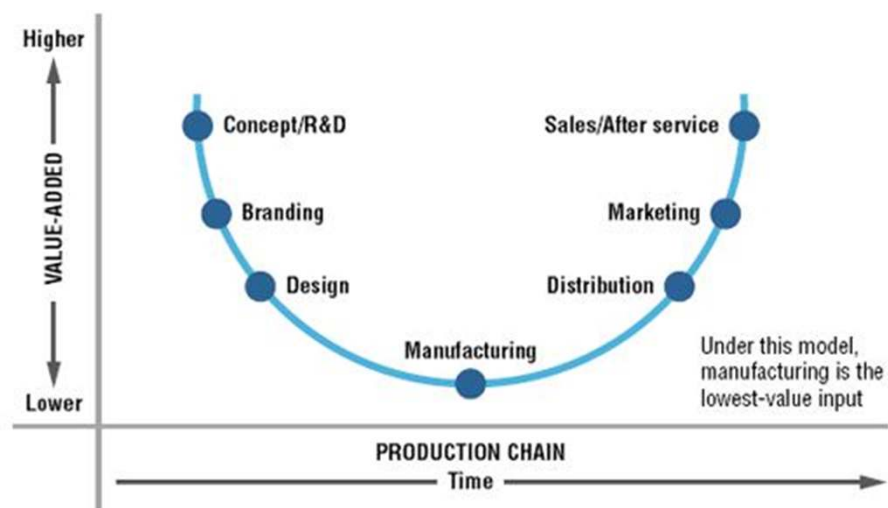 Higher
VALUE-ADDED
Lower
Concept/R&D
Branding
Design
Manufacturing
Sales/After service
Marketing
Distribution
Under this model,
manufacturing is the
lowest-value input
PRODUCTION CHAIN
Time